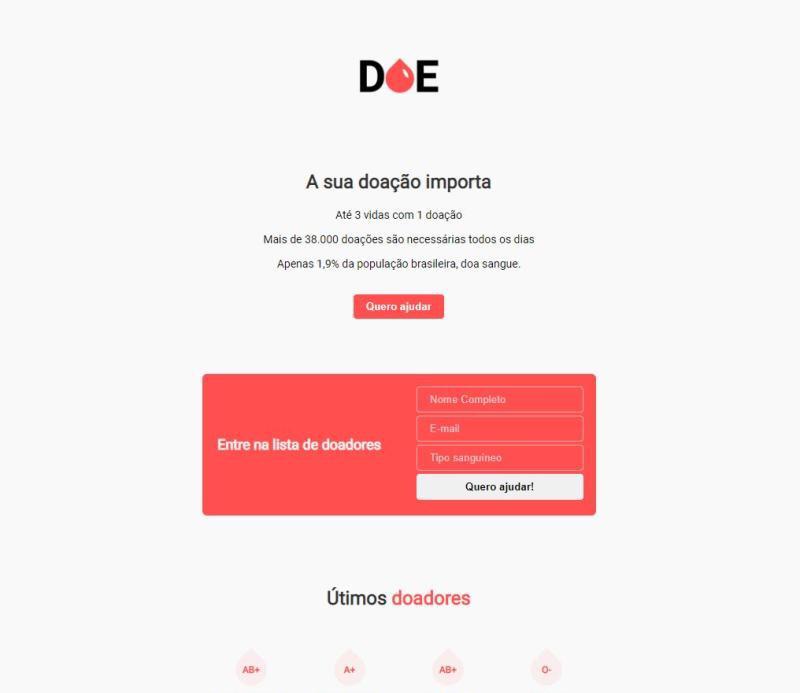 DOE
A sua doação importa
Até 3 vidas com 1 doação
Mais de 38.000 doações são necessárias todos os dias
Apenas 1,9% da população brasileira, doa sangue.
Quero ajudar
Entre na lista de doadores
Nome Completo
E-mail
Tipo sanguíneo
Quero ajudar!
Útimos doadores
AB+ A+ AB+ O-